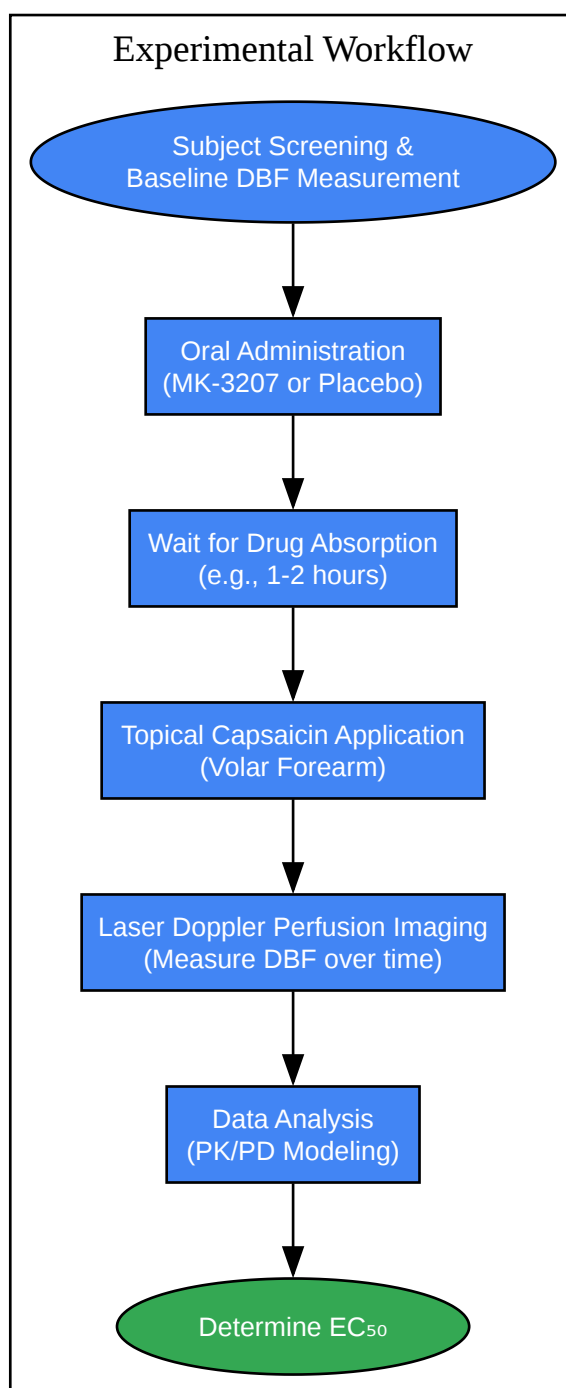 Experimental Workflow
Subject Screening &
Baseline DBF Measurement
Oral Administration
(MK-3207 or Placebo)
Wait for Drug Absorption
(e.g., 1-2 hours)
Topical Capsaicin Application
(Volar Forearm)
Laser Doppler Perfusion Imaging
(Measure DBF over time)
Data Analysis
(PK/PD Modeling)
Determine EC₅₀